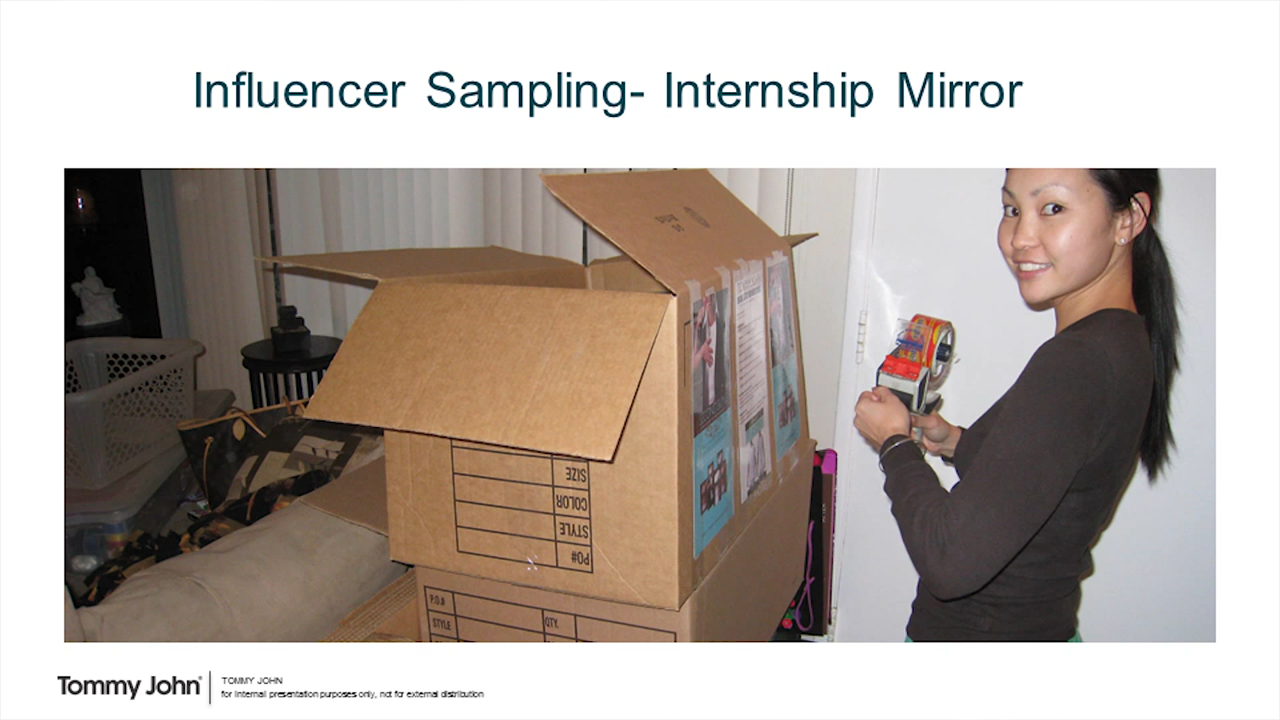 Influencer Sampling- Internship Mirror
SIZE
COLOR
STYLE
PO#
P.O.#
STYLE
QTY.
Tommy John
TOMMY JOHN
for internal presentation purposes only, not for external distribution